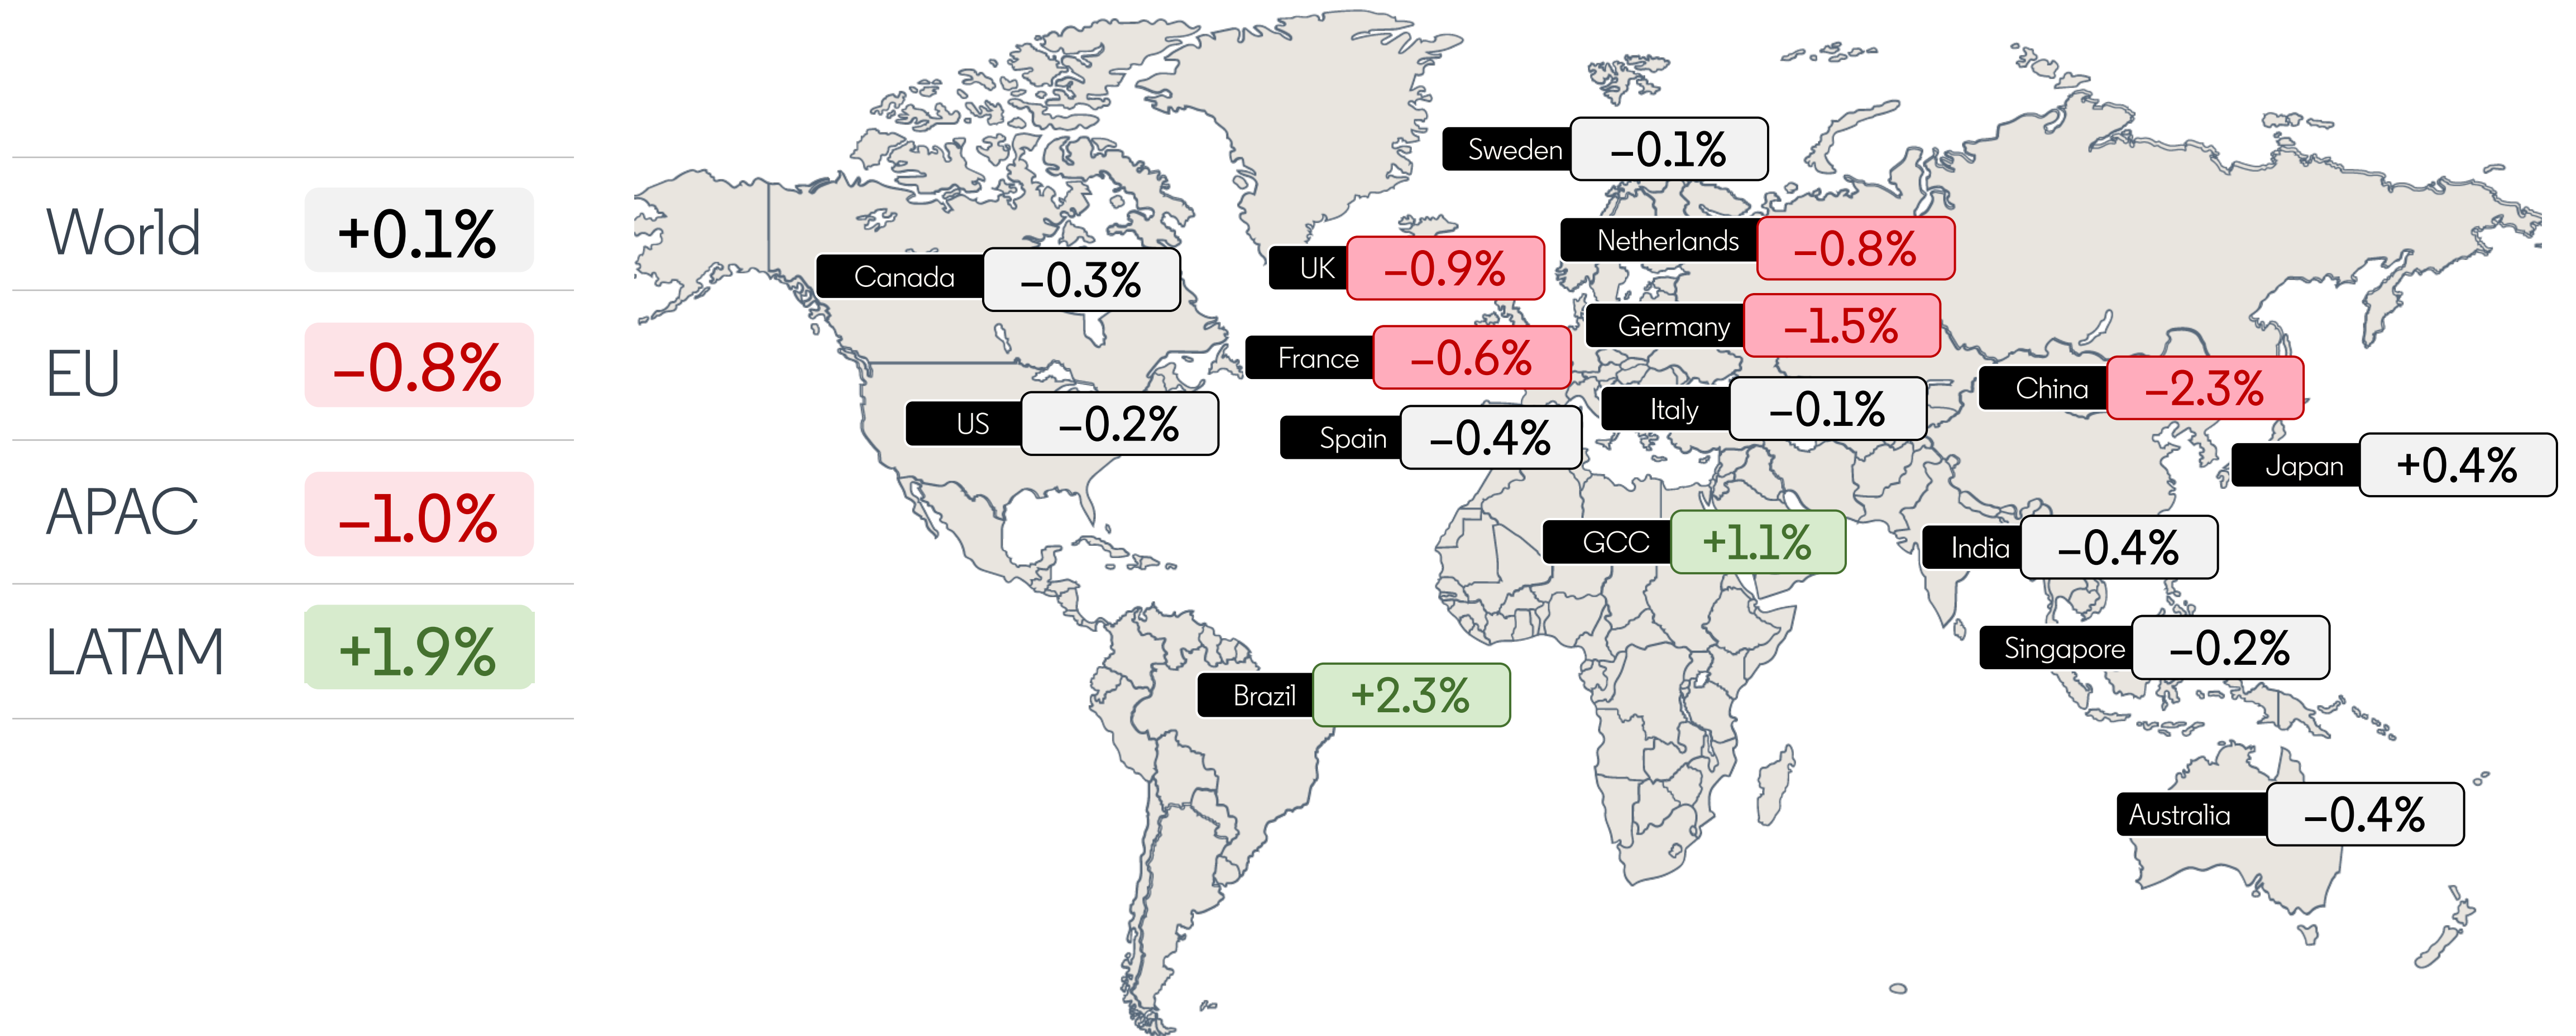 World +0.1%
EU −0.8%
APAC −1.0%
LATAM +1.9%
Sweden −0.1%
Netherlands −0.8%
UK −0.9%
Canada −0.3%
Germany −1.5%
France −0.6%
China −2.3%
Italy −0.1%
US −0.2%
Spain −0.4%
Japan +0.4%
GCC +1.1%
India −0.4%
Singapore −0.2%
Brazil +2.3%
Australia −0.4%